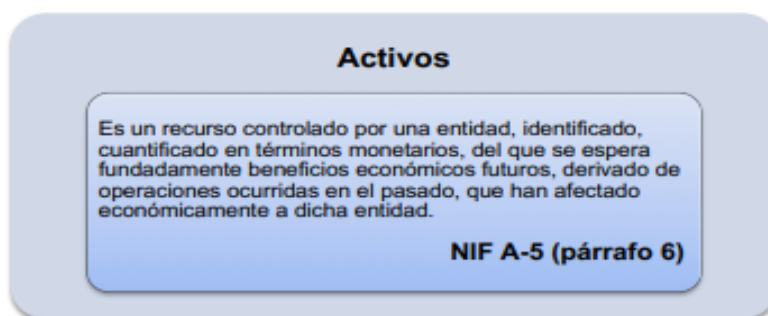 Activos
Es un recurso controlado por una entidad, identificado,
cuantificado en términos monetarios, del que se espera
fundadamente beneficios económicos futuros, derivado de
operaciones ocurridas en el pasado, que han afectado
económicamente a dicha entidad.
NIF A-5 (párrafo 6)